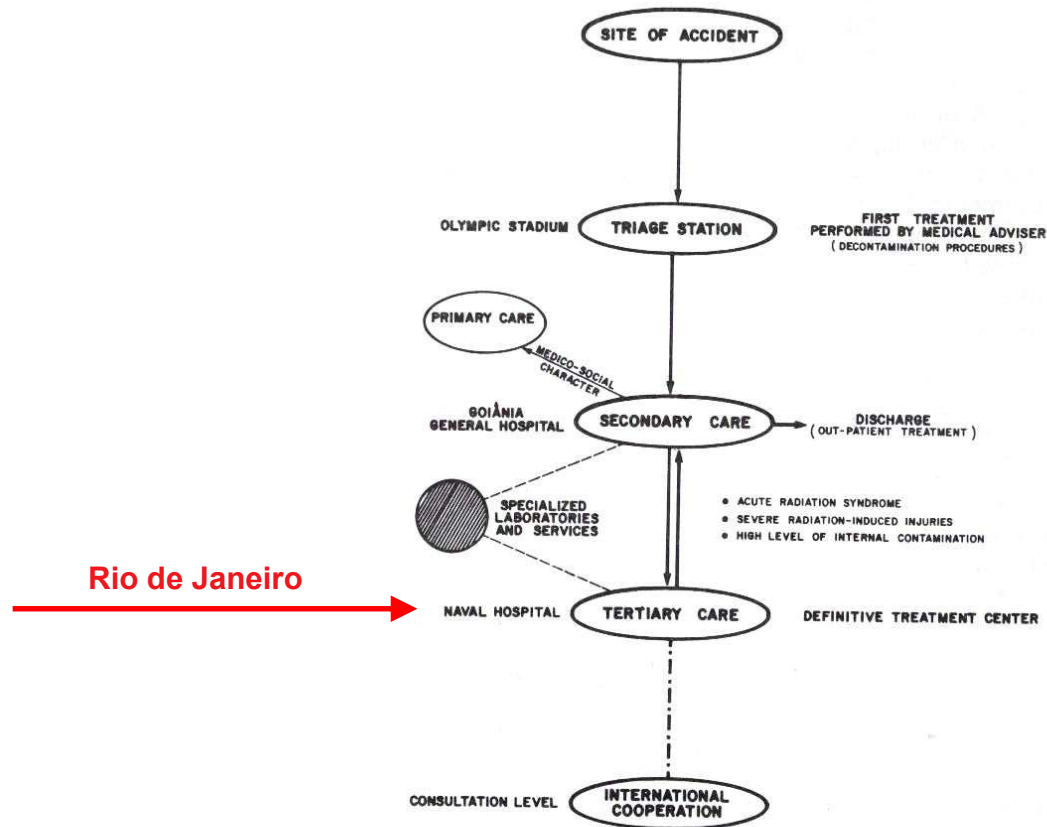 SITE OF ACCIDENT
OLYMPIC STADIUM
TRIAGE STATION
FIRST TREATMENT
PERFORMED BY MEDICAL ADVISER
( DECONTAMINATION PROCEDURES )
PRIMARY CARE
MEDICO-SOCIAL
CHARACTER
GOIÂNIA
GENERAL HOSPITAL
SECONDARY CARE
DISCHARGE
( OUT-PATIENT TREATMENT )
SPECIALIZED
LABORATORIES
AND SERVICES
● ACUTE RADIATION SYNDROME
● SEVERE RADIATION-INDUCED INJURIES
● HIGH LEVEL OF INTERNAL CONTAMINATION
Rio de Janeiro
NAVAL HOSPITAL
TERTIARY CARE
DEFINITIVE TREATMENT CENTER
CONSULTATION LEVEL
INTERNATIONAL
COOPERATION